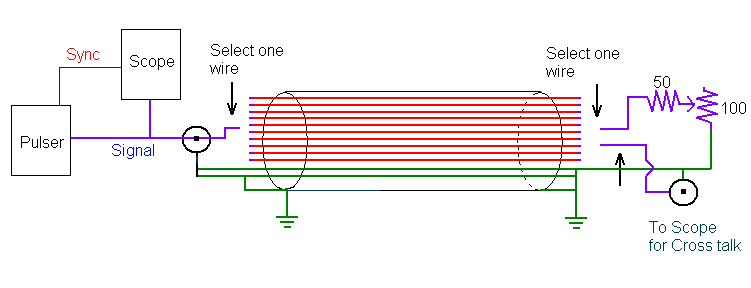 Sync
Scope
Pulser
Signal
Select one
wire
Select one
wire
50
100
To Scope
for Cross talk